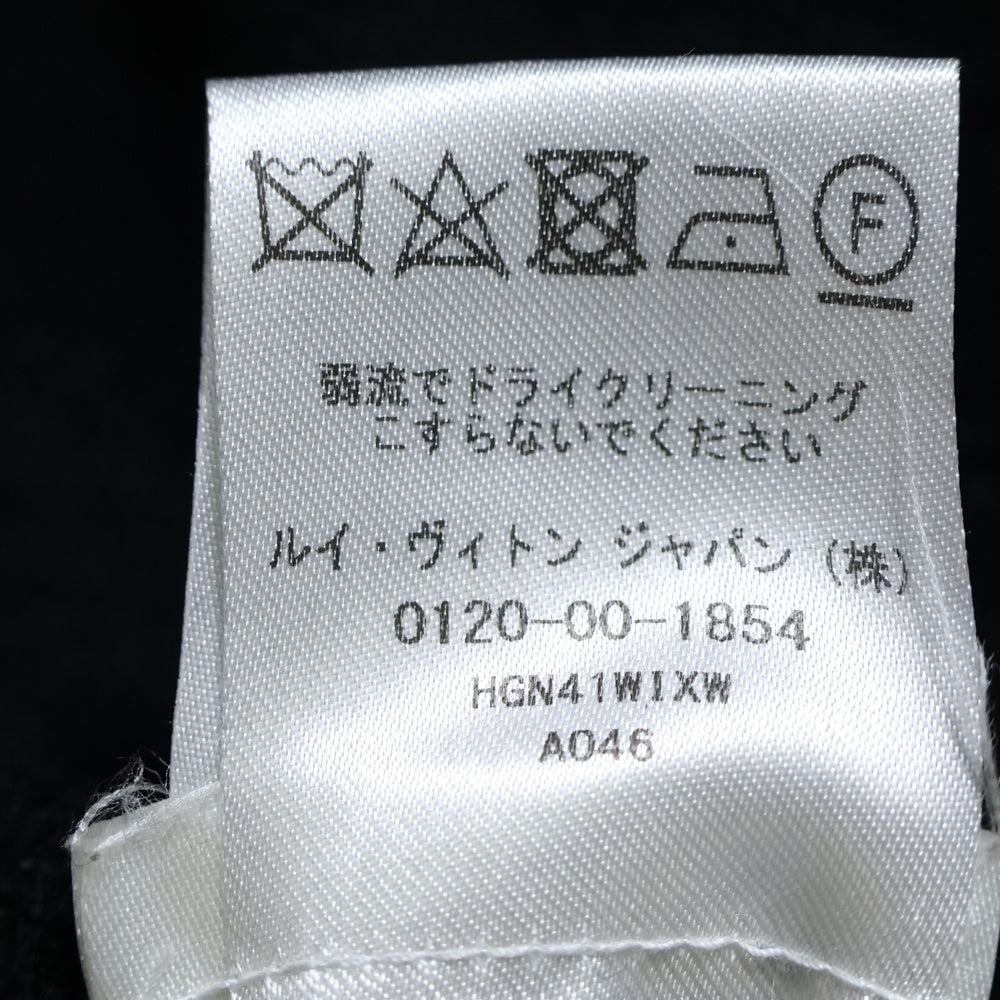 F
弱流でドライクリーニング
こすらないでください
ルイ・ヴィトン ジャパン (株)
0120-00-1854
HGN41WIXW
A046